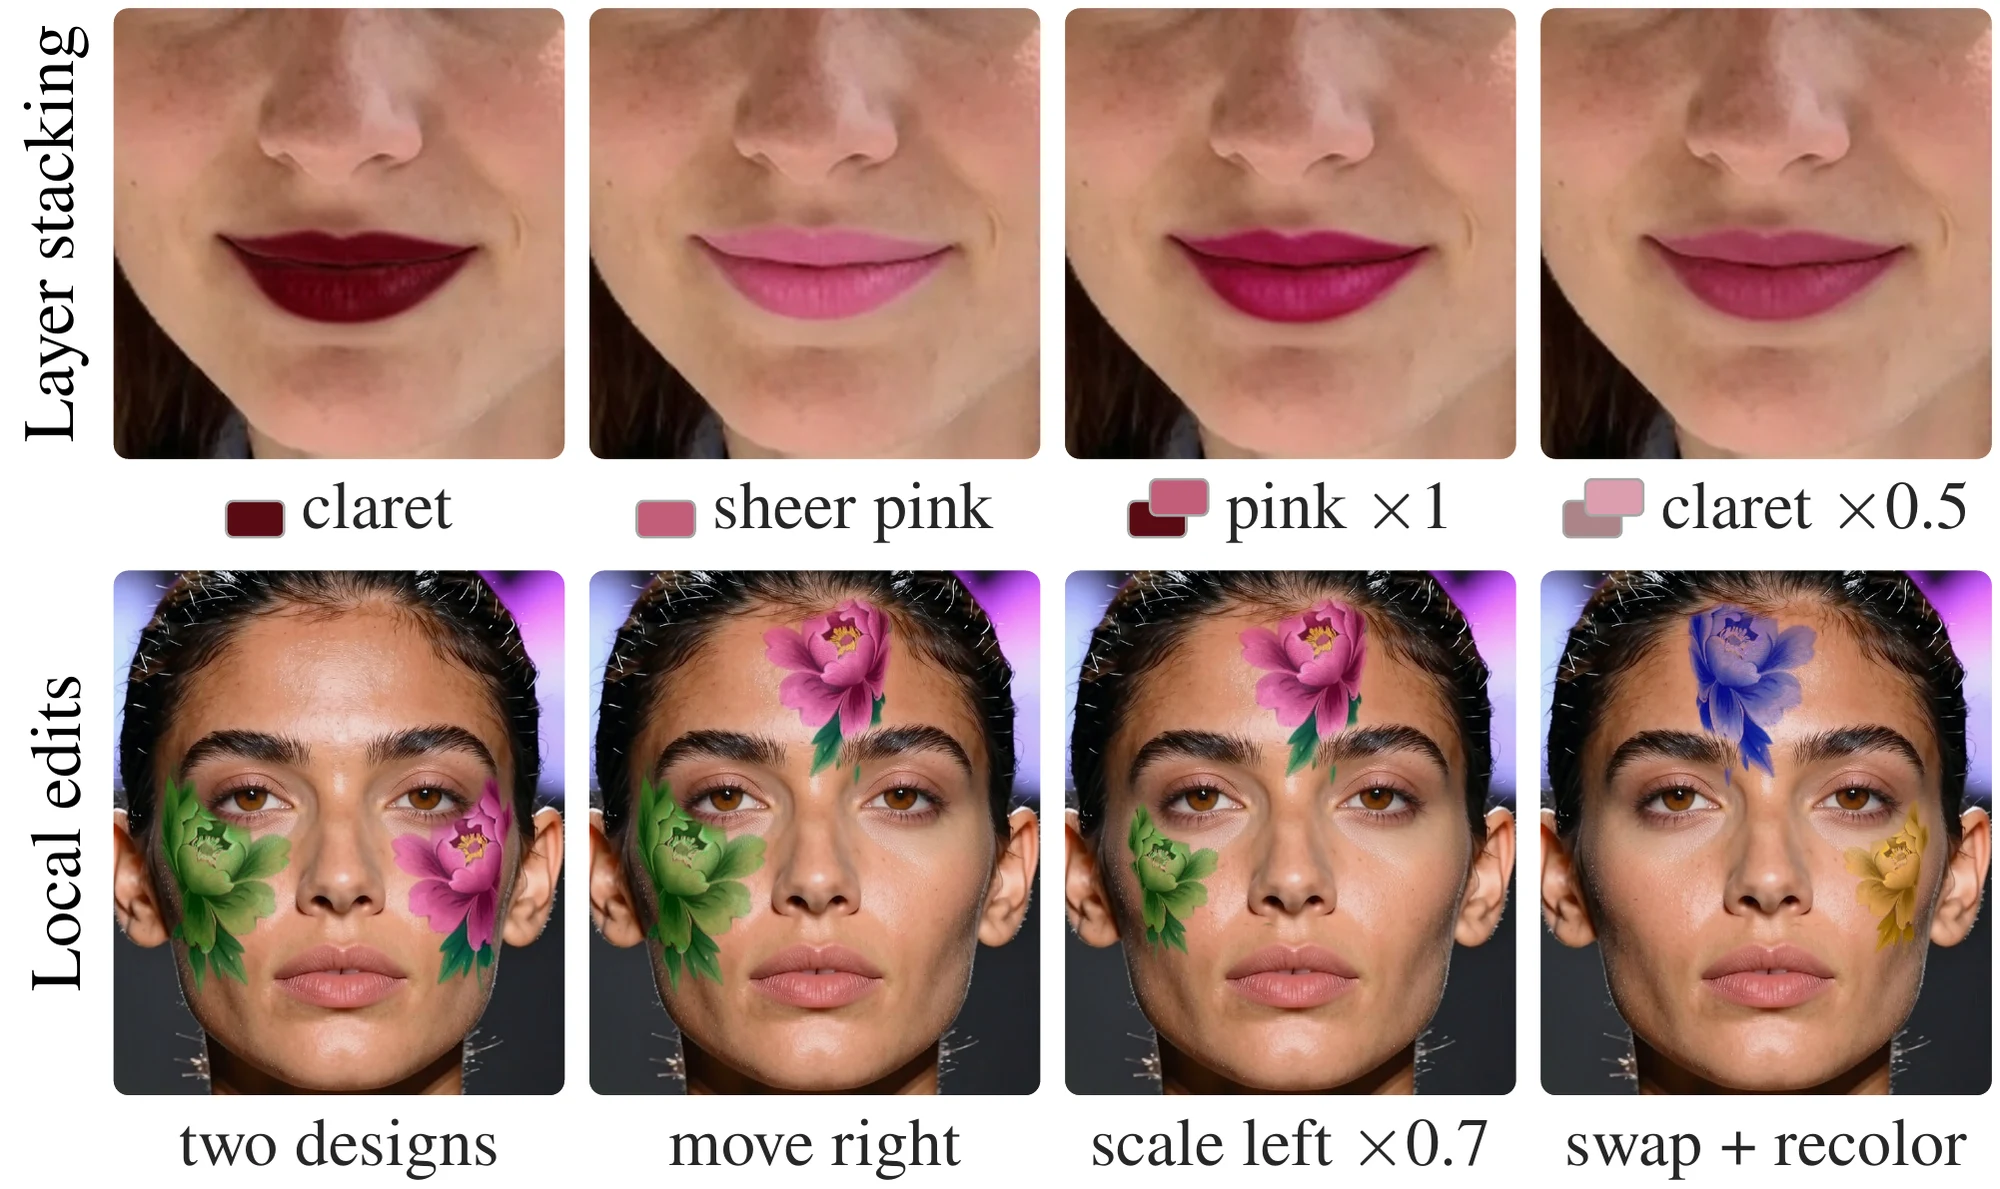 Layer stacking
claret
sheer pink
pink ×1
claret ×0.5
Local edits
two designs
move right
scale left ×0.7
swap + recolor